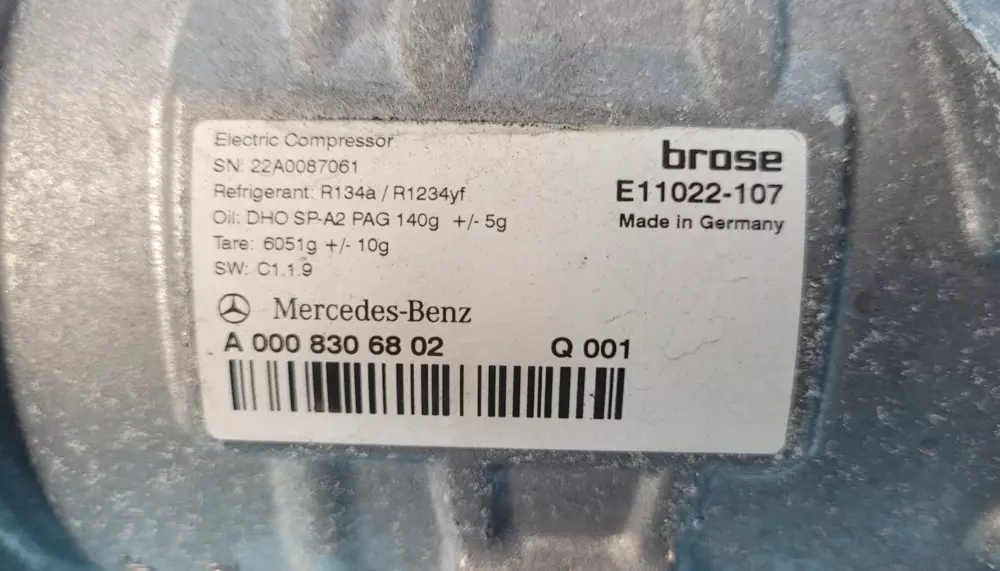 Electric Compressor
SN: 22A0087061
Refrigerant: R134a / R1234yf
Oil: DHO SP-A2 PAG 140g +/- 5g
Tare: 6051g +/- 10g
SW: C1.1.9
brose
E11022-107
Made in Germany
Mercedes-Benz
A 000 830 68 02 Q 001